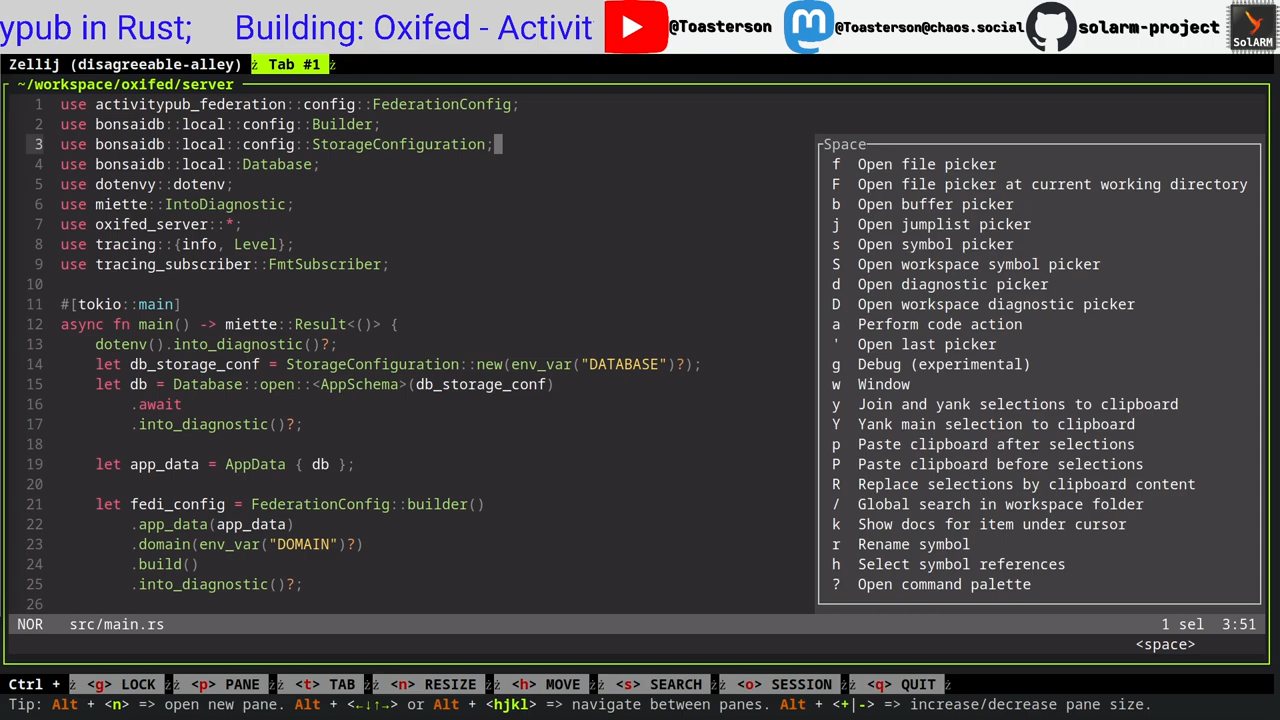 ypub in Rust;    Building: Oxifed - Activit
@Toasterson
@Toasterson@chaos.social
solarm-project
SolARM
Zellij (disagreeable-alley) Tab #1
~/workspace/oxifed/server
1 use activitypub_federation::config::FederationConfig;
2 use bonsaidb::local::config::Builder;
3 use bonsaidb::local::config::StorageConfiguration;
4 use bonsaidb::local::Database;
5 use dotenvy::dotenv;
6 use miette::IntoDiagnostic;
7 use oxifed_server::*;
8 use tracing::{info, Level};
9 use tracing_subscriber::FmtSubscriber;
10
11 #[tokio::main]
12 async fn main() -> miette::Result<()> {
13     dotenv().into_diagnostic()?;
14     let db_storage_conf = StorageConfiguration::new(env_var("DATABASE")?);
15     let db = Database::open::<AppSchema>(db_storage_conf)
16         .await
17         .into_diagnostic()?;
18
19     let app_data = AppData { db };
20
21     let fedi_config = FederationConfig::builder()
22         .app_data(app_data)
23         .domain(env_var("DOMAIN")?)
24         .build()
25         .into_diagnostic()?;
26
Space
f Open file picker
F Open file picker at current working directory
b Open buffer picker
j Open jumplist picker
s Open symbol picker
S Open workspace symbol picker
d Open diagnostic picker
D Open workspace diagnostic picker
a Perform code action
' Open last picker
g Debug (experimental)
w Window
y Join and yank selections to clipboard
Y Yank main selection to clipboard
p Paste clipboard after selections
P Paste clipboard before selections
R Replace selections by clipboard content
/ Global search in workspace folder
k Show docs for item under cursor
r Rename symbol
h Select symbol references
? Open command palette
NOR src/main.rs 1 sel 3:51
<space>
Ctrl + <g> LOCK <p> PANE <t> TAB <n> RESIZE <h> MOVE <s> SEARCH <o> SESSION <q> QUIT
Tip: Alt + <n> => open new pane. Alt + <←↓↑→> or Alt + <hjkl> => navigate between panes. Alt + <+|-> => increase/decrease pane size.